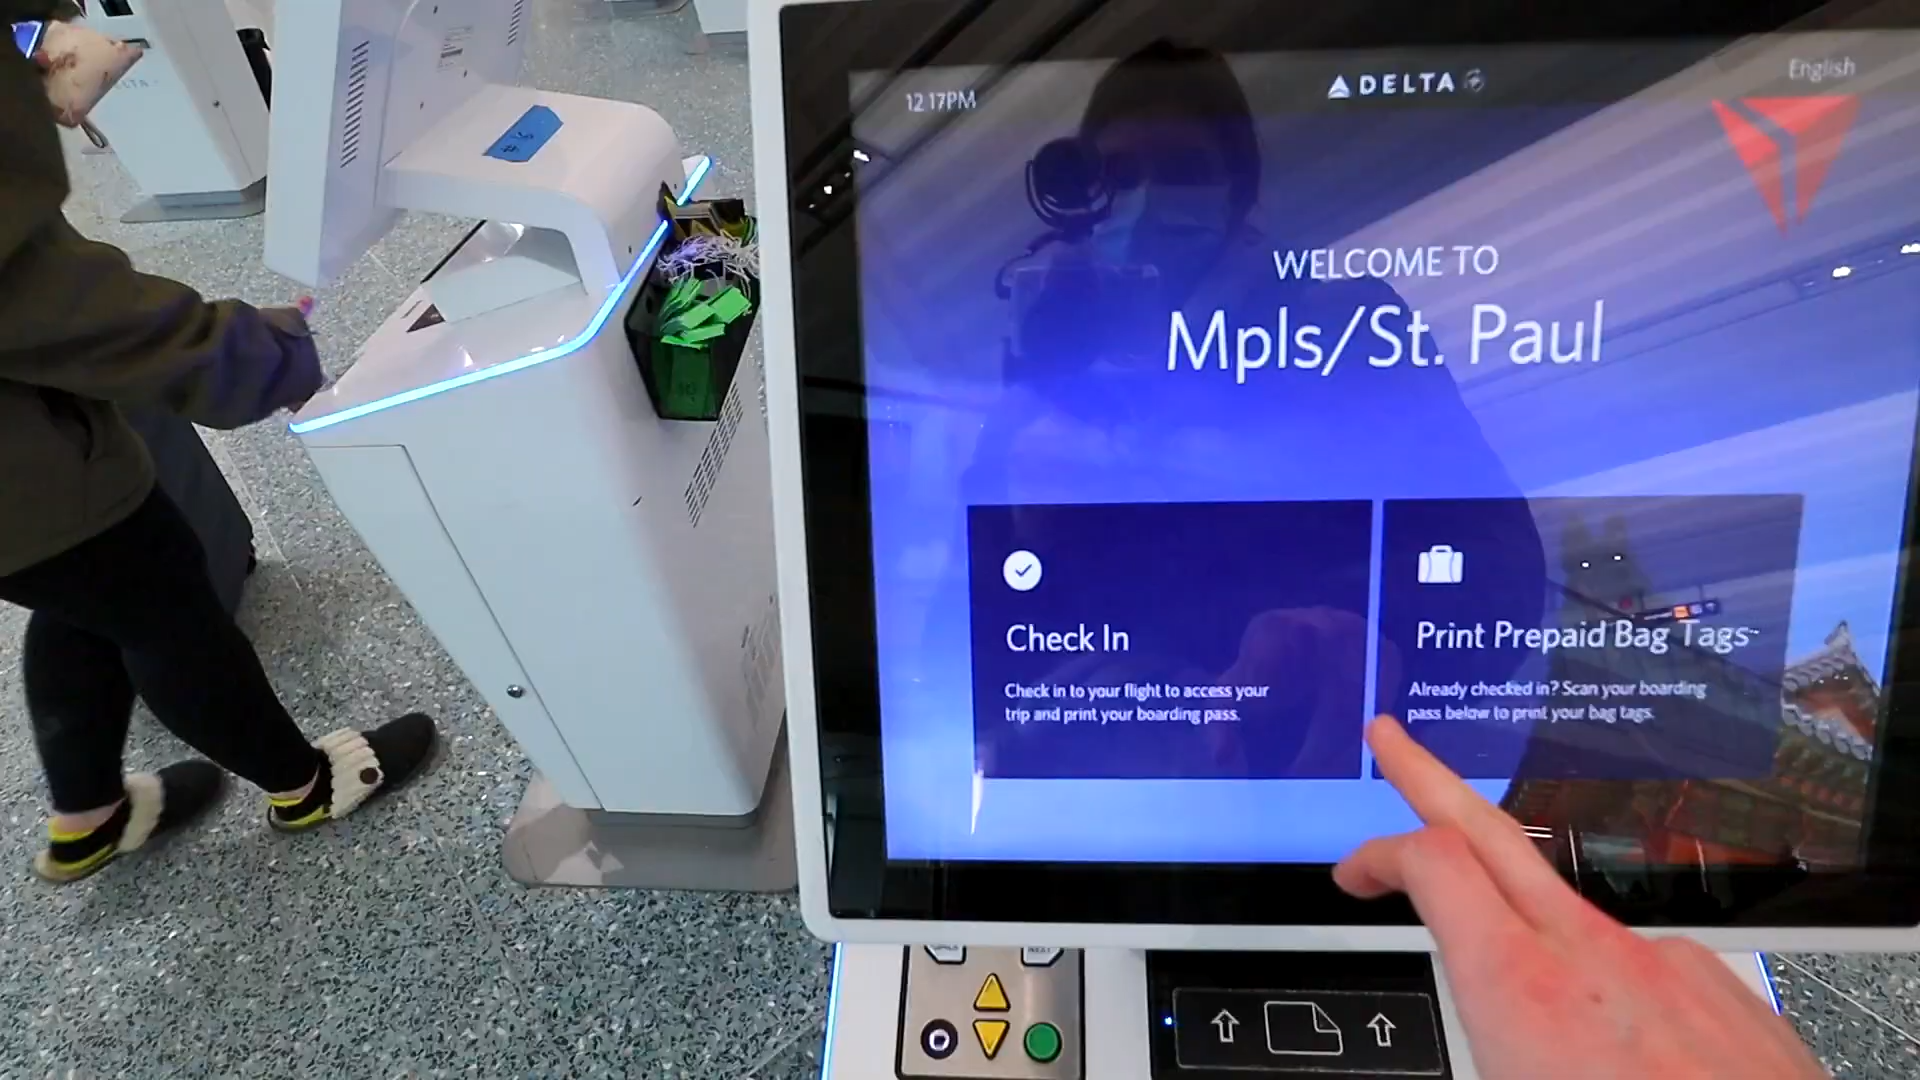 12 17PM
DELTA
English
WELCOME TO
Mpls/St. Paul
Check In
Check in to your flight to access your
trip and print your boarding pass.
Print Prepaid Bag Tags
Already checked in? Scan your boarding
pass below to print your bag tags.
NEXT